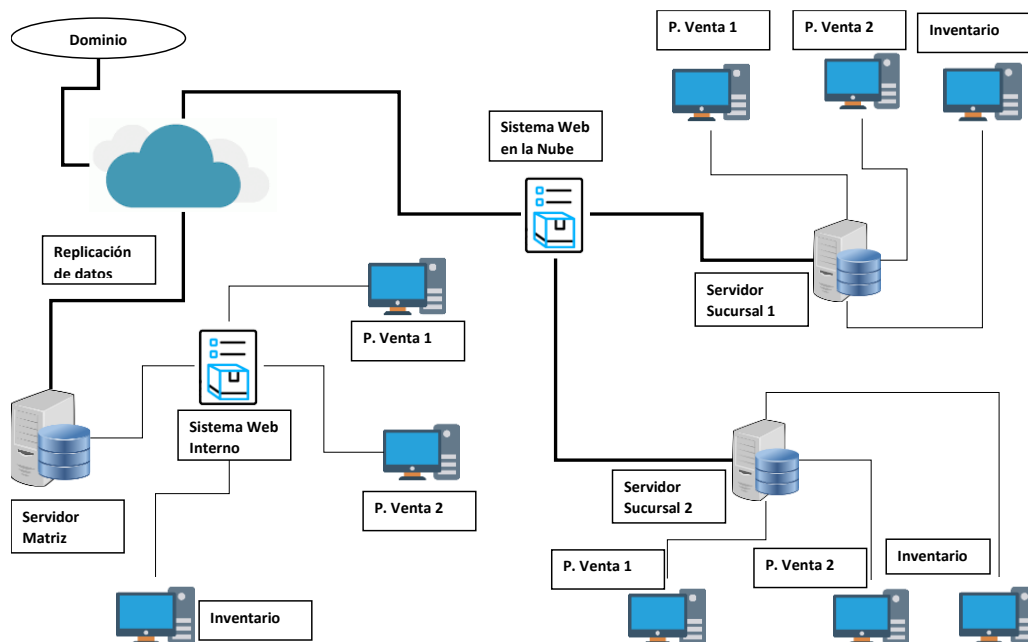 Dominio
P. Venta 1
P. Venta 2
Inventario
Sistema Web
en la Nube
Replicación
de datos
Servidor
Sucursal 1
P. Venta 1
Sistema Web
Interno
P. Venta 2
Servidor
Matriz
Servidor
Sucursal 2
P. Venta 1
P. Venta 2
Inventario
Inventario